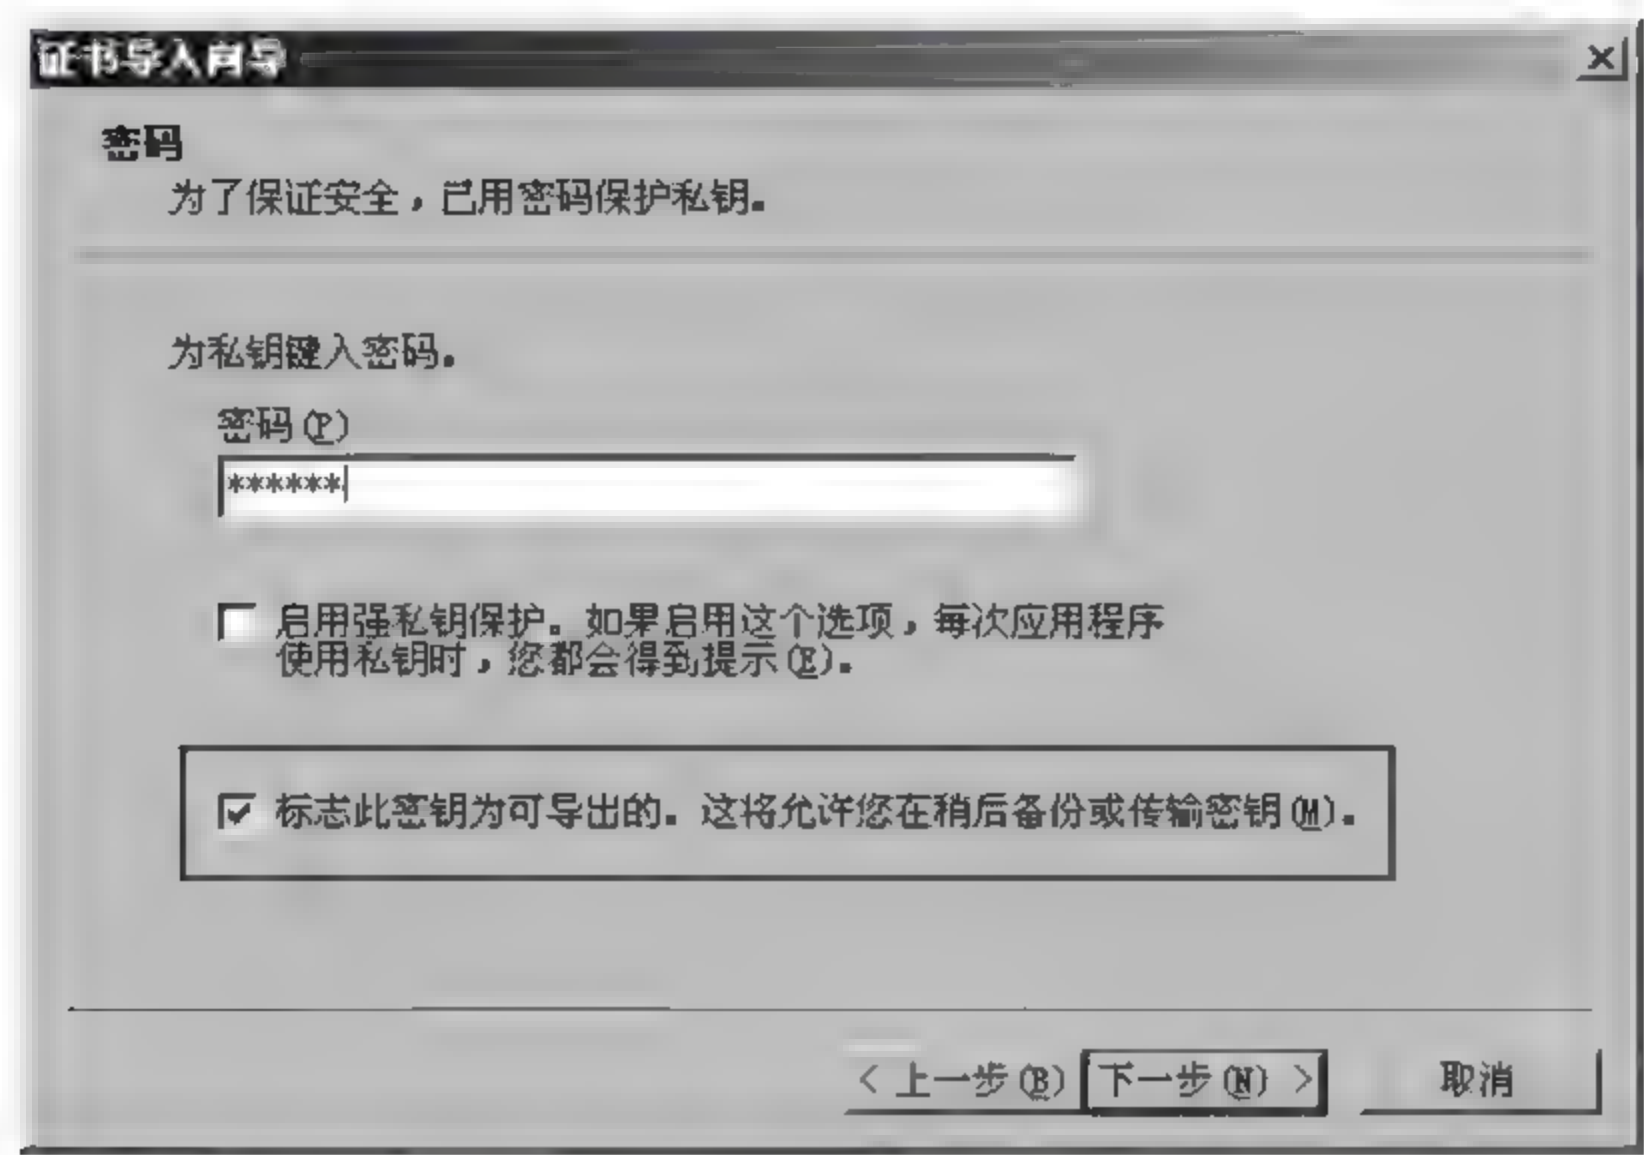 证书导入向导
密码
为了保证安全，已用密码保护私钥。
为私钥键入密码。
密码(P)
******
启用强私钥保护。如果启用这个选项，每次应用程序
使用私钥时，您都会得到提示(E)。
标志此密钥为可导出的。这将允许您在稍后备份或传输密钥(M)。
< 上一步(B) 下一步(N) > 取消